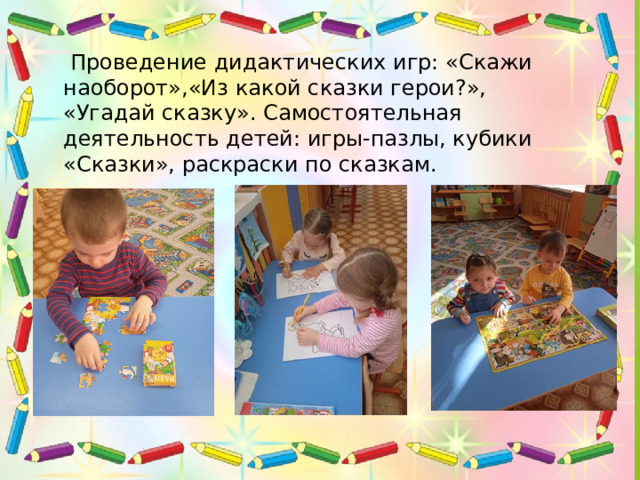 Проведение дидактических игр: «Скажи
наоборот»,«Из какой сказки герои?»,
«Угадай сказку». Самостоятельная
деятельность детей: игры-пазлы, кубики
«Сказки», раскраски по сказкам.